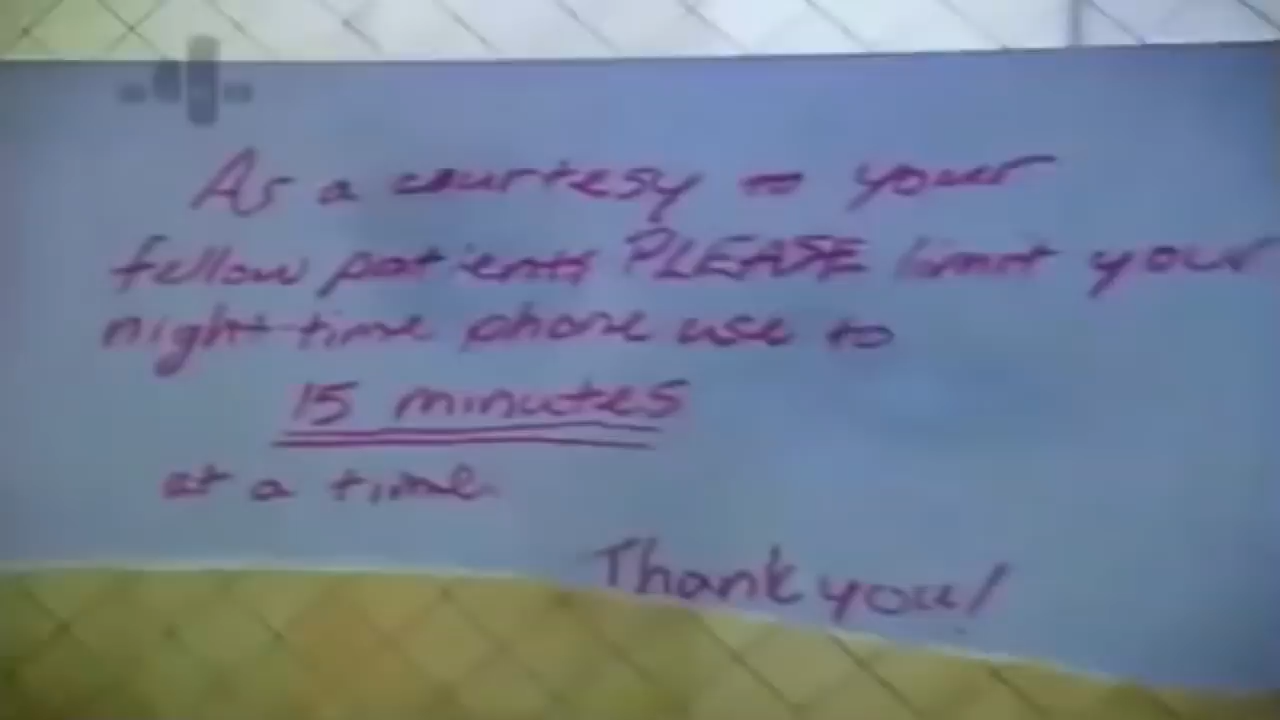 As a courtesy to your
fellow patients PLEASE limit your
night-time phone use to
15 minutes
at a time.
Thank you!